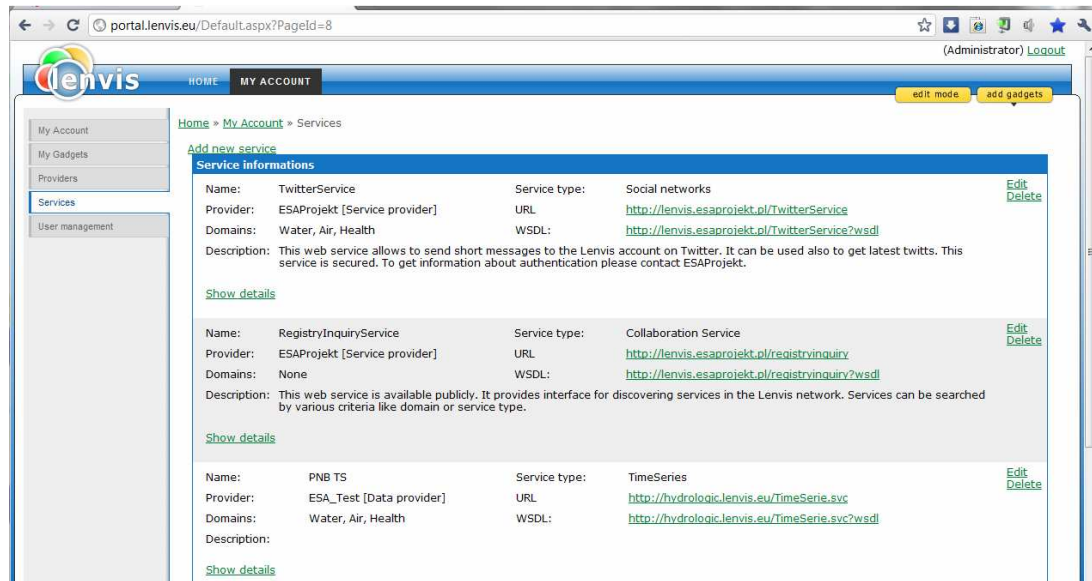 portal.lenvis.eu/Default.aspx?PageId=8
(Administrator) Logout
lenvis
HOME MY ACCOUNT
edit mode add gadgets
My Account
My Gadgets
Providers
Services
User management
Home » My Account » Services
Add new service
Service informations
Name: TwitterService Service type: Social networks Edit
Delete
Provider: ESAProjekt [Service provider] URL http://lenvis.esaprojekt.pl/TwitterService
Domains: Water, Air, Health WSDL: http://lenvis.esaprojekt.pl/TwitterService?wsdl
Description: This web service allows to send short messages to the Lenvis account on Twitter. It can be used also to get latest twitts. This
service is secured. To get information about authentication please contact ESAProjekt.
Show details
Name: RegistryInquiryService Service type: Collaboration Service Edit
Delete
Provider: ESAProjekt [Service provider] URL http://lenvis.esaprojekt.pl/registryinquiry
Domains: None WSDL: http://lenvis.esaprojekt.pl/registryinquiry?wsdl
Description: This web service is available publicly. It provides interface for discovering services in the Lenvis network. Services can be searched
by various criteria like domain or service type.
Show details
Name: PNB TS Service type: TimeSeries Edit
Delete
Provider: ESA_Test [Data provider] URL http://hydrologic.lenvis.eu/TimeSerie.svc
Domains: Water, Air, Health WSDL: http://hydrologic.lenvis.eu/TimeSerie.svc?wsdl
Description:
Show details